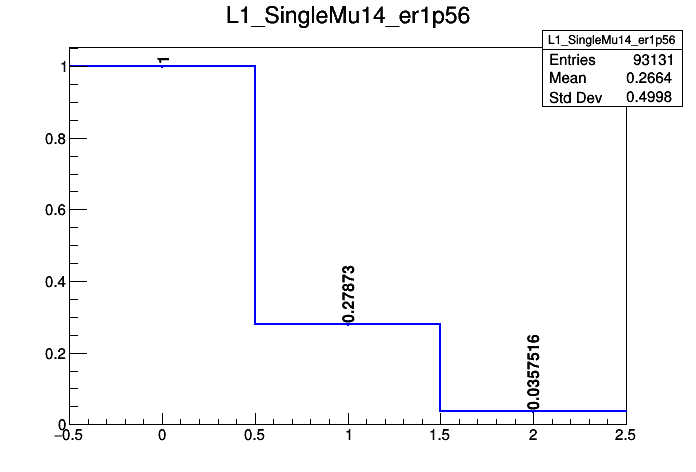 L1_SingleMu14_er1p56
L1_SingleMu14_er1p56
Entries 93131
Mean 0.2664
Std Dev 0.4998
1
0.27873
0.0357516
1
0.8
0.6
0.4
0.2
0
−0.5 0 0.5 1 1.5 2 2.5